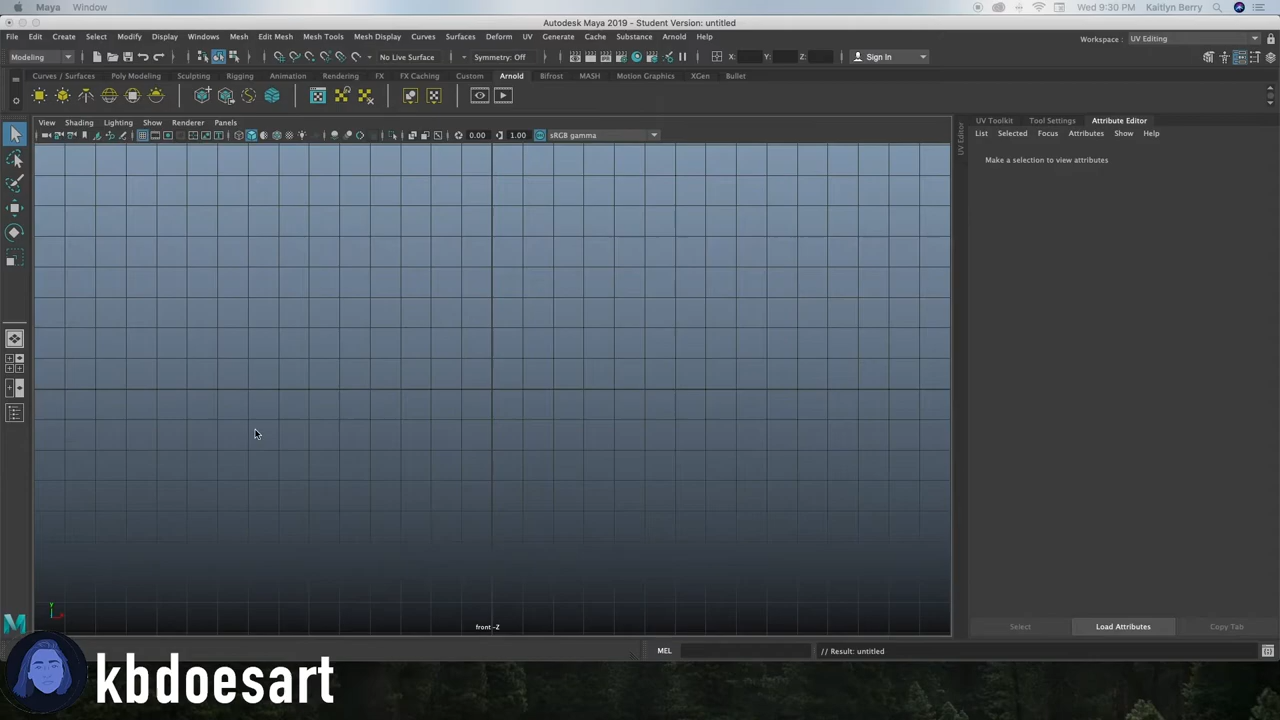 Maya Window Wed 9:30 PM Kaitlyn Berry
Autodesk Maya 2019 - Student Version: untitled
File Edit Create Select Modify Display Windows Mesh Edit Mesh Mesh Tools Mesh Display Curves Surfaces Deform UV Generate Cache Substance Arnold Help
Workspace : UV Editing
Modeling No Live Surface Symmetry: Off X: Y: Z: Sign In
Curves / Surfaces Poly Modeling Sculpting Rigging Animation Rendering FX FX Caching Custom Arnold Bifrost MASH Motion Graphics XGen Bullet
View Shading Lighting Show Renderer Panels
0.00 1.00 sRGB gamma
UV Editor
UV Toolkit Tool Settings Attribute Editor
List Selected Focus Attributes Show Help
Make a selection to view attributes
y
front -Z
Select Load Attributes Copy Tab
MEL // Result: untitled
kbdoesart